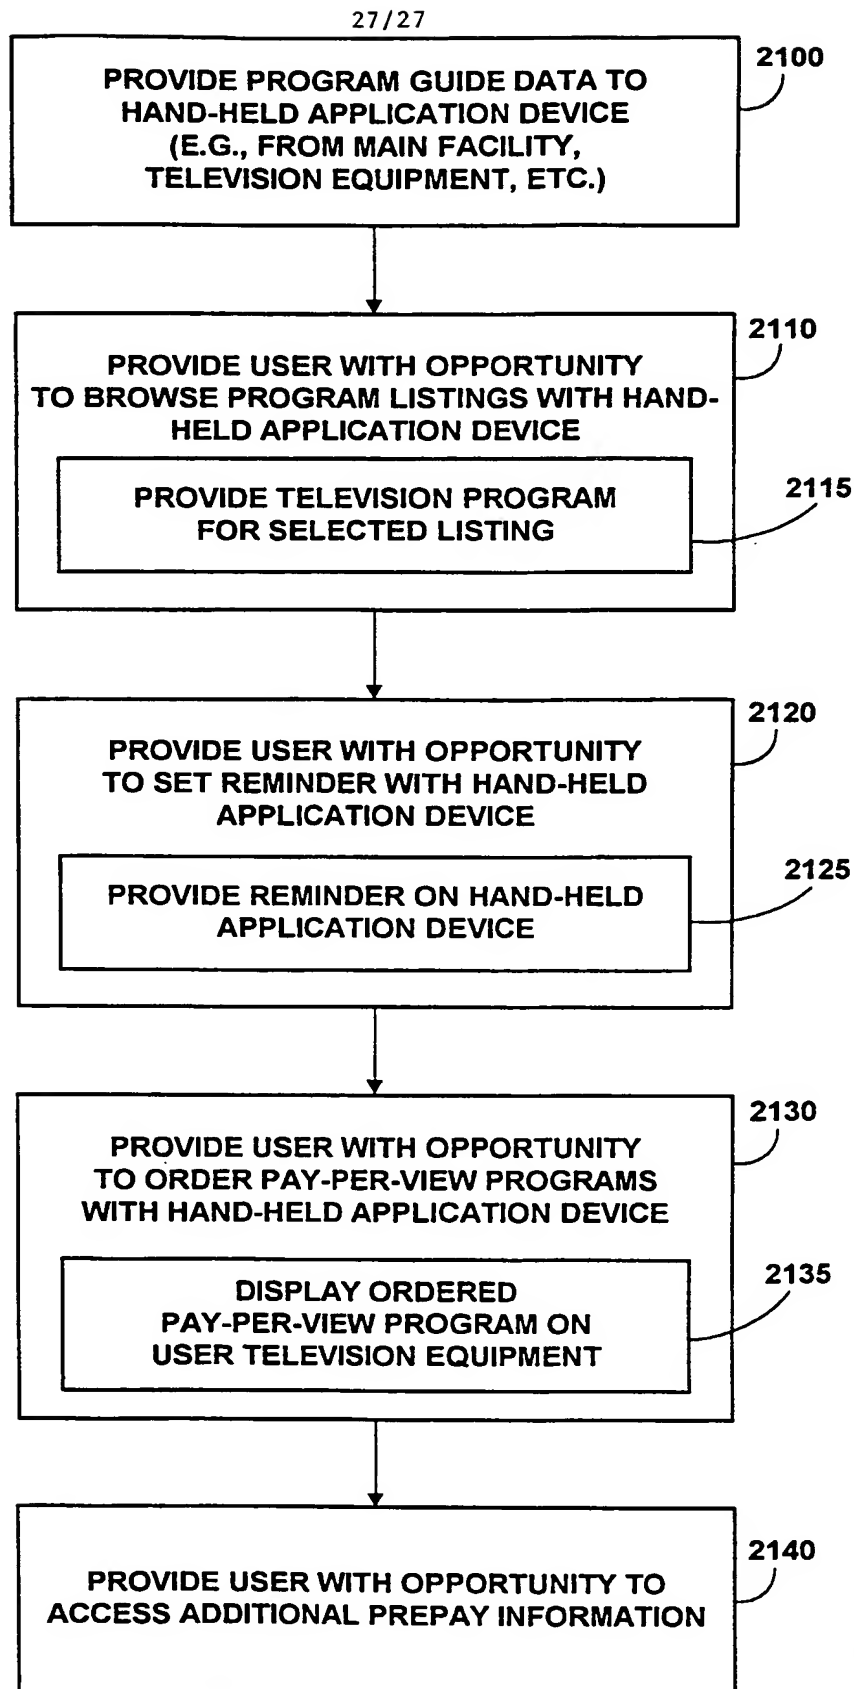 27/27
PROVIDE PROGRAM GUIDE DATA TO
HAND-HELD APPLICATION DEVICE
(E.G., FROM MAIN FACILITY,
TELEVISION EQUIPMENT, ETC.)
2100
PROVIDE USER WITH OPPORTUNITY
TO BROWSE PROGRAM LISTINGS WITH HAND-
HELD APPLICATION DEVICE
2110
PROVIDE TELEVISION PROGRAM
FOR SELECTED LISTING
2115
PROVIDE USER WITH OPPORTUNITY
TO SET REMINDER WITH HAND-HELD
APPLICATION DEVICE
2120
PROVIDE REMINDER ON HAND-HELD
APPLICATION DEVICE
2125
PROVIDE USER WITH OPPORTUNITY
TO ORDER PAY-PER-VIEW PROGRAMS
WITH HAND-HELD APPLICATION DEVICE
2130
DISPLAY ORDERED
PAY-PER-VIEW PROGRAM ON
USER TELEVISION EQUIPMENT
2135
PROVIDE USER WITH OPPORTUNITY TO
ACCESS ADDITIONAL PREPAY INFORMATION
2140